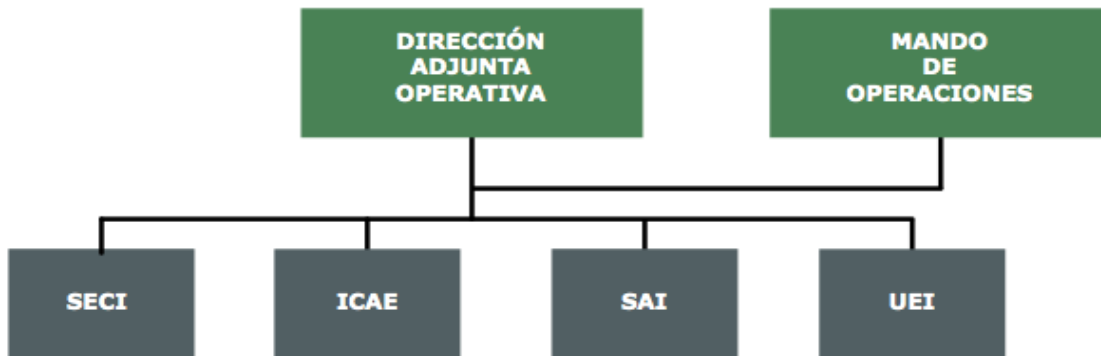 DIRECCIÓN
ADJUNTA
OPERATIVA
MANDO
DE
OPERACIONES
SECI
ICAE
SAI
UEI